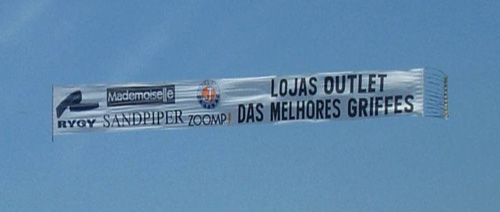 Mademoiselle
RYGY SANDPIPER ZOOMP
LOJAS OUTLET
DAS MELHORES GRIFFES